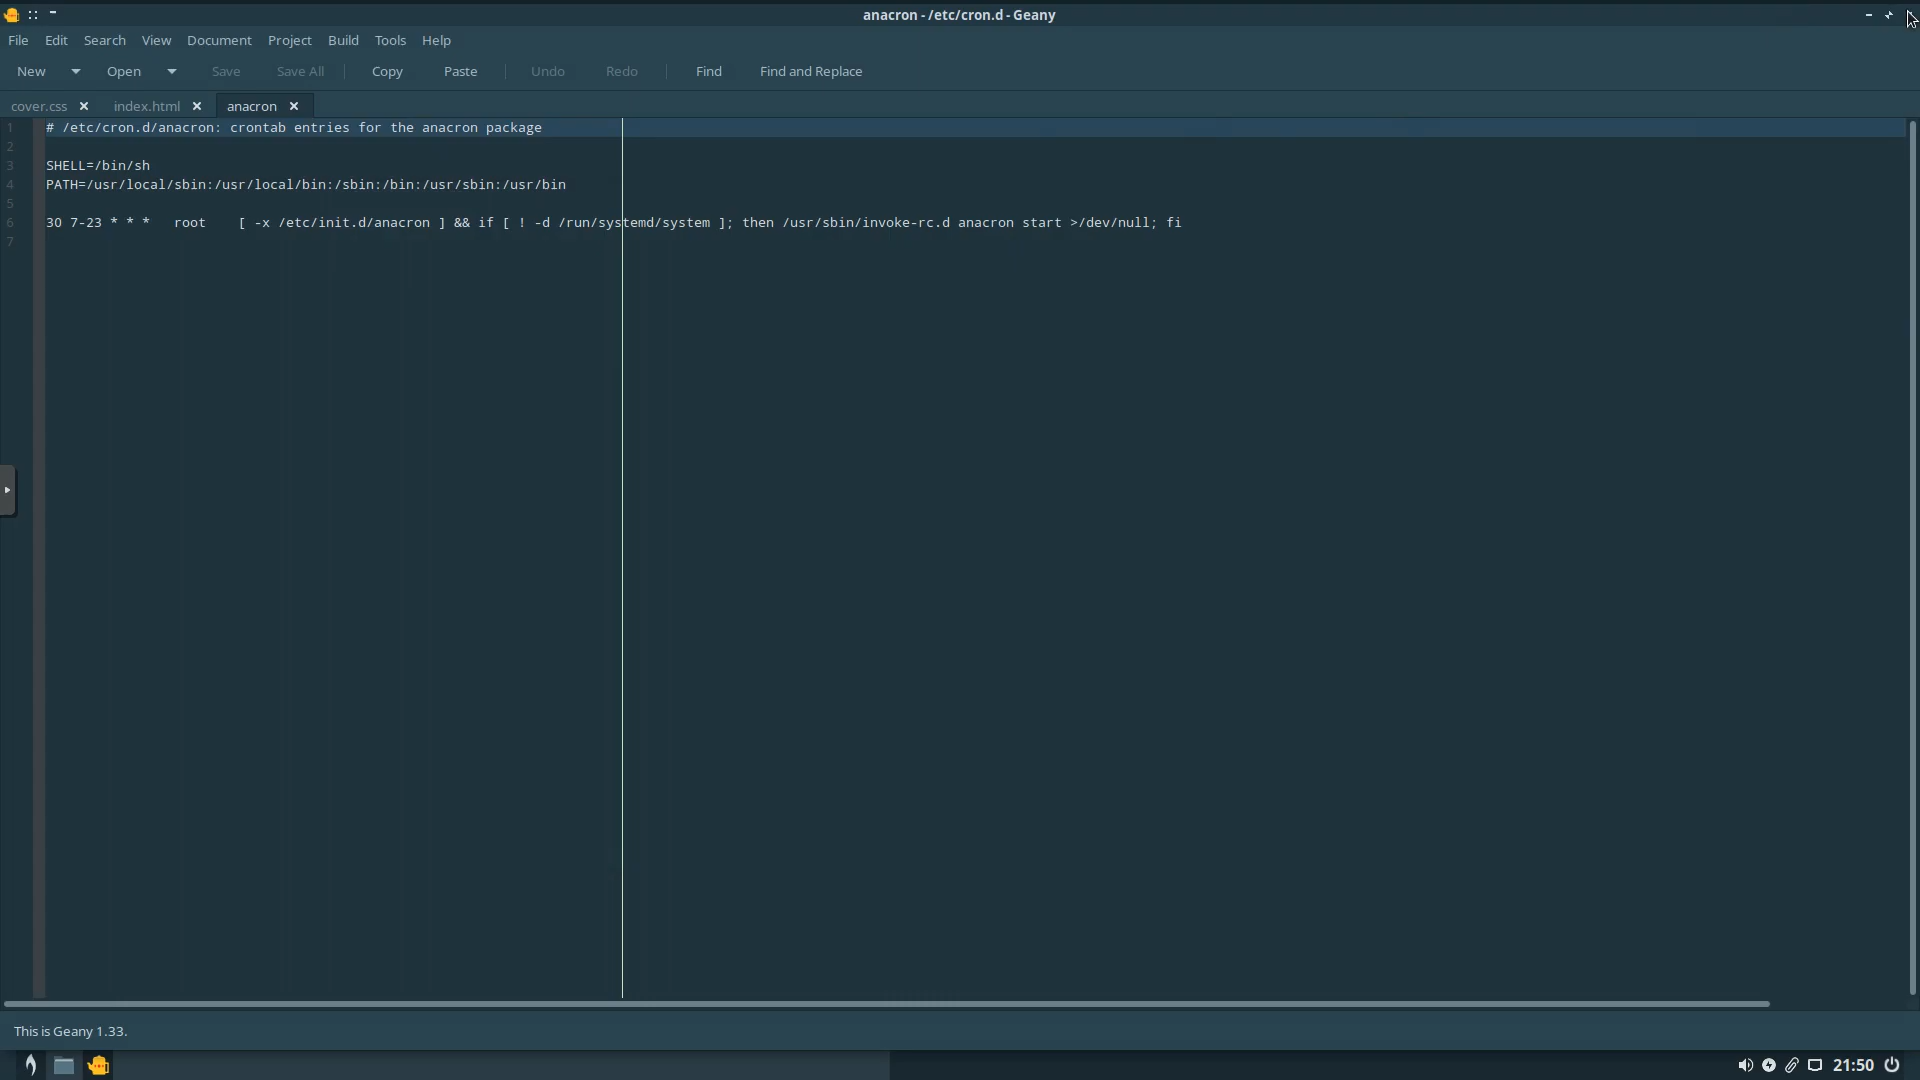 anacron - /etc/cron.d - Geany
File Edit Search View Document Project Build Tools Help
New Open Save Save All Copy Paste Undo Redo Find Find and Replace
cover.css index.html anacron
1 # /etc/cron.d/anacron: crontab entries for the anacron package
2
3 SHELL=/bin/sh
4 PATH=/usr/local/sbin:/usr/local/bin:/sbin:/bin:/usr/sbin:/usr/bin
5
6 30 7-23 * * *   root    [ -x /etc/init.d/anacron ] && if [ ! -d /run/systemd/system ]; then /usr/sbin/invoke-rc.d anacron start >/dev/null; fi
7
This is Geany 1.33.
21:50